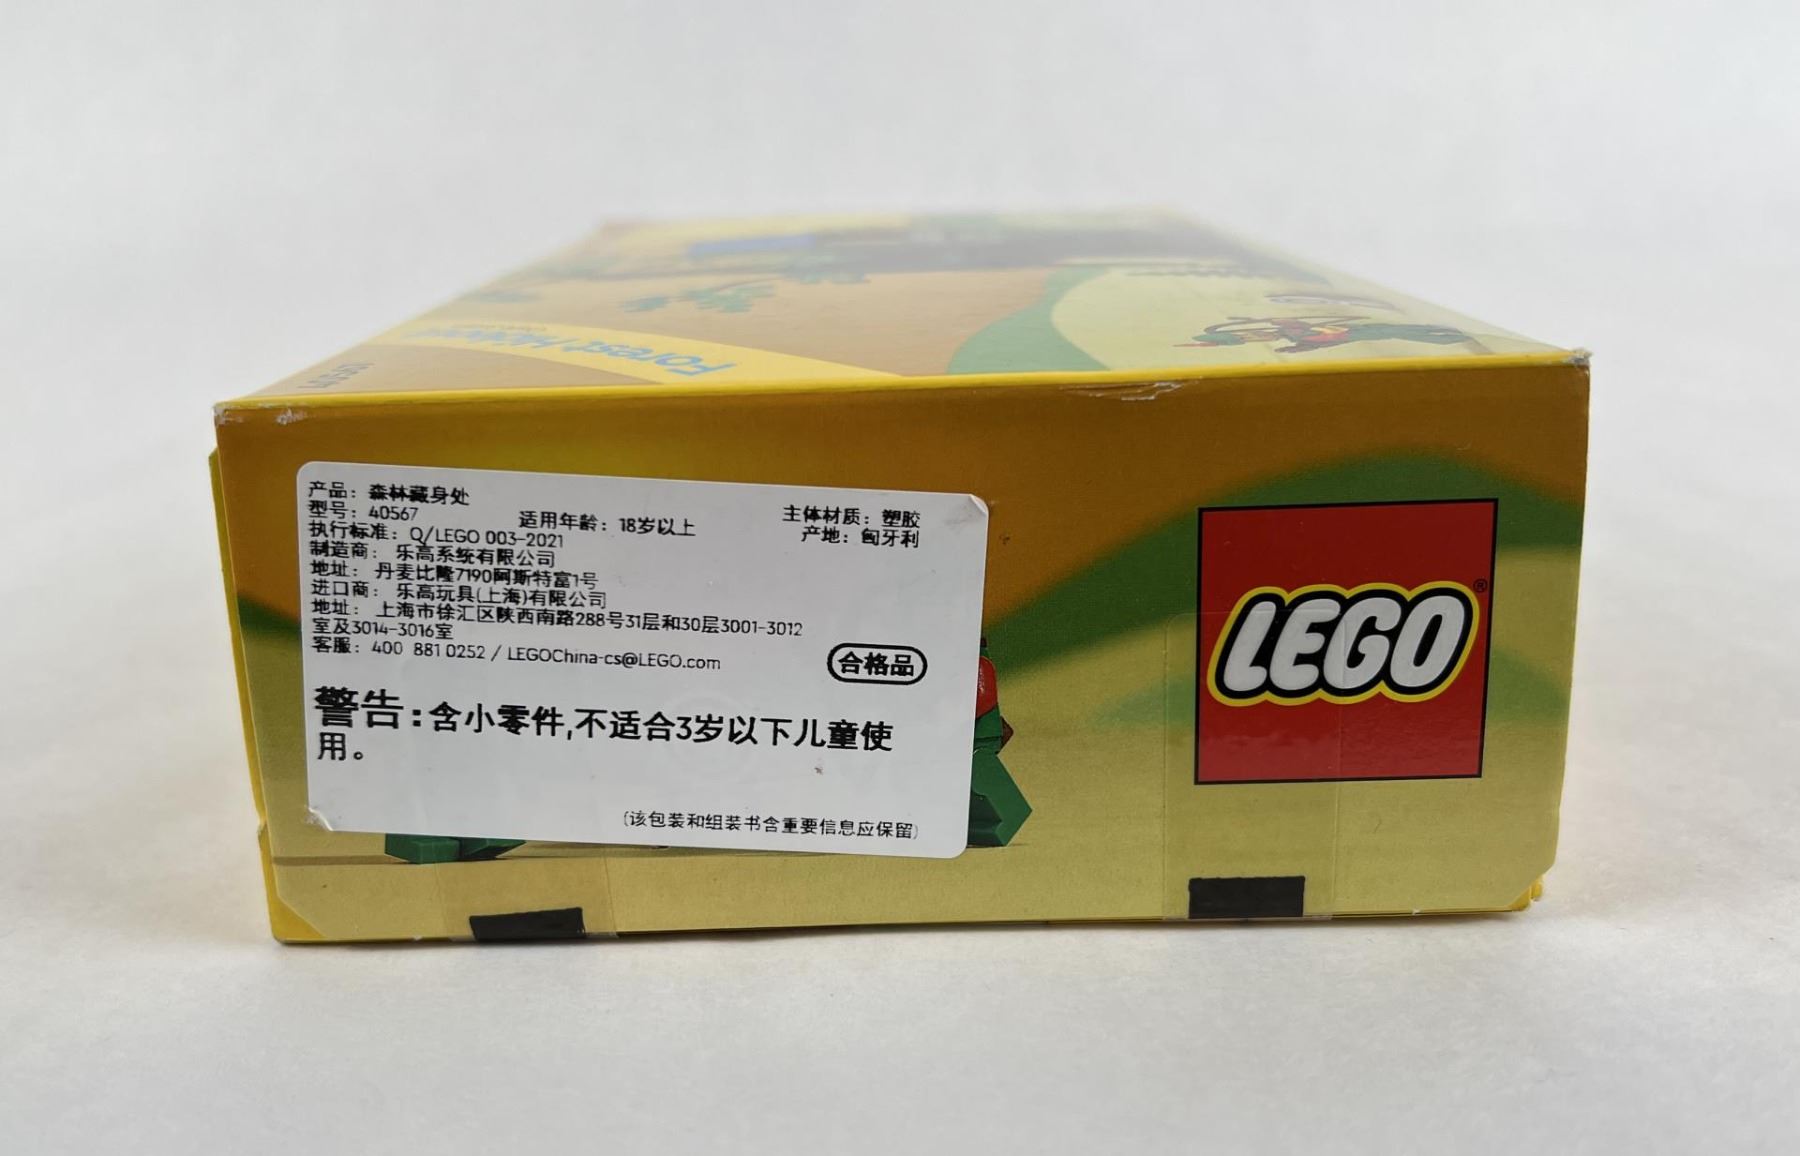 Forest Hideout
40567
产品：森林藏身处
型号：40567 适用年龄：18岁以上 主体材质：塑胶
执行标准：Q/LEGO 003-2021 产地：匈牙利
制造商：乐高系统有限公司
地址：丹麦比隆7190阿斯特富1号
进口商：乐高玩具(上海)有限公司
地址：上海市徐汇区陕西南路288号31层和30层3001-3012
室及3014-3016室
客服：400 881 0252 / LEGOChina-cs@LEGO.com
合格品
警告:含小零件,不适合3岁以下儿童使
用。
(该包装和组装书含重要信息应保留)
LEGO®